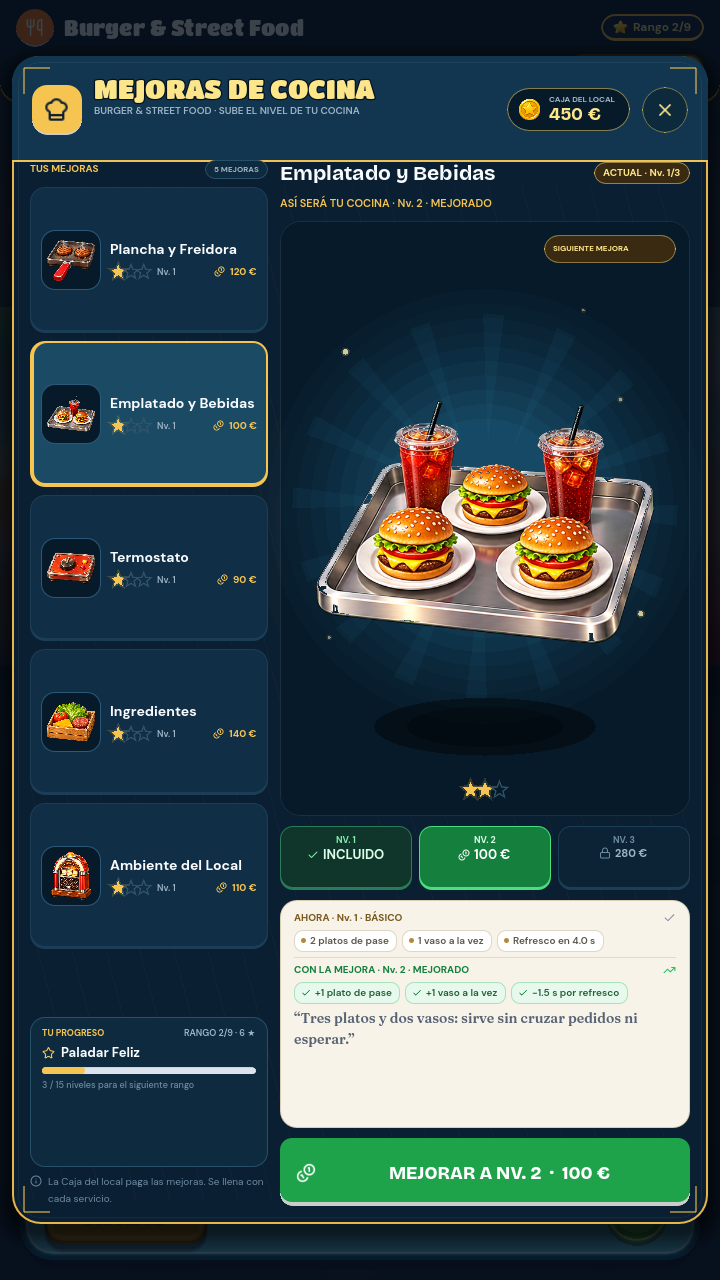 Burger & Street Food
Rango 2/9
MEJORAS DE COCINA
BURGER & STREET FOOD · SUBE EL NIVEL DE TU COCINA
CAJA DEL LOCAL
450 €
TUS MEJORAS
5 MEJORAS
Plancha y Freidora
Nv. 1
120 €
Emplatado y Bebidas
Nv. 1
100 €
Termostato
Nv. 1
90 €
Ingredientes
Nv. 1
140 €
Ambiente del Local
Nv. 1
110 €
TU PROGRESO
RANGO 2/9 · 6 ★
Paladar Feliz
3 / 15 niveles para el siguiente rango
La Caja del local paga las mejoras. Se llena con
cada servicio.
Emplatado y Bebidas
ACTUAL · Nv. 1/3
ASÍ SERÁ TU COCINA · Nv. 2 · MEJORADO
SIGUIENTE MEJORA
NV. 1
INCLUIDO
NV. 2
100 €
NV. 3
280 €
AHORA · Nv. 1 · BÁSICO
2 platos de pase
1 vaso a la vez
Refresco en 4.0 s
CON LA MEJORA · Nv. 2 · MEJORADO
+1 plato de pase
+1 vaso a la vez
−1.5 s por refresco
“Tres platos y dos vasos: sirve sin cruzar pedidos ni
esperar.”
MEJORAR A NV. 2 · 100 €